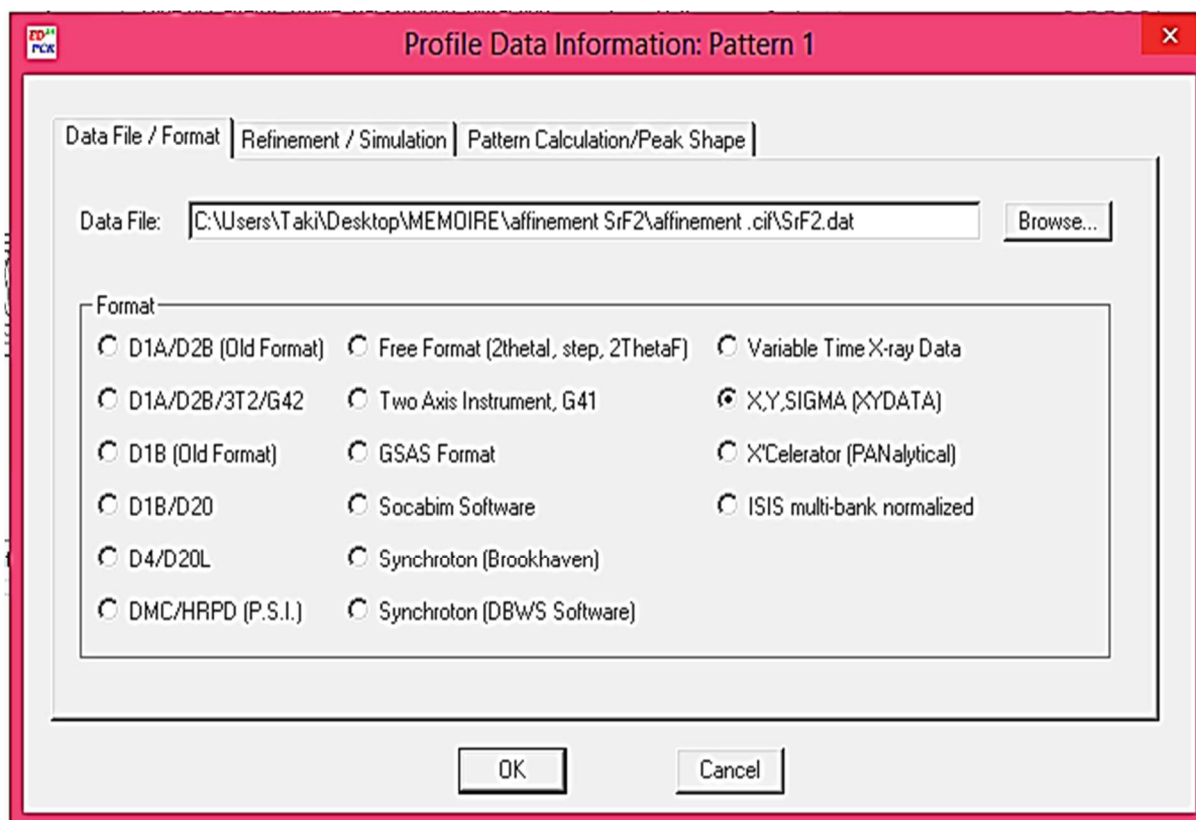 ED PCR
Profile Data Information: Pattern 1
Data File / Format Refinement / Simulation Pattern Calculation/Peak Shape
Data File: C:\Users\Taki\Desktop\MEMOIRE\affinement SrF2\affinement .cif\SrF2.dat Browse...
Format
D1A/D2B (Old Format) Free Format (2thetaI, step, 2ThetaF) Variable Time X-ray Data
D1A/D2B/3T2/G42 Two Axis Instrument, G41 X,Y,SIGMA (XYDATA)
D1B (Old Format) GSAS Format X'Celerator (PANalytical)
D1B/D20 Socabim Software ISIS multi-bank normalized
D4/D20L Synchroton (Brookhaven)
DMC/HRPD (P.S.I.) Synchroton (DBWS Software)
OK Cancel